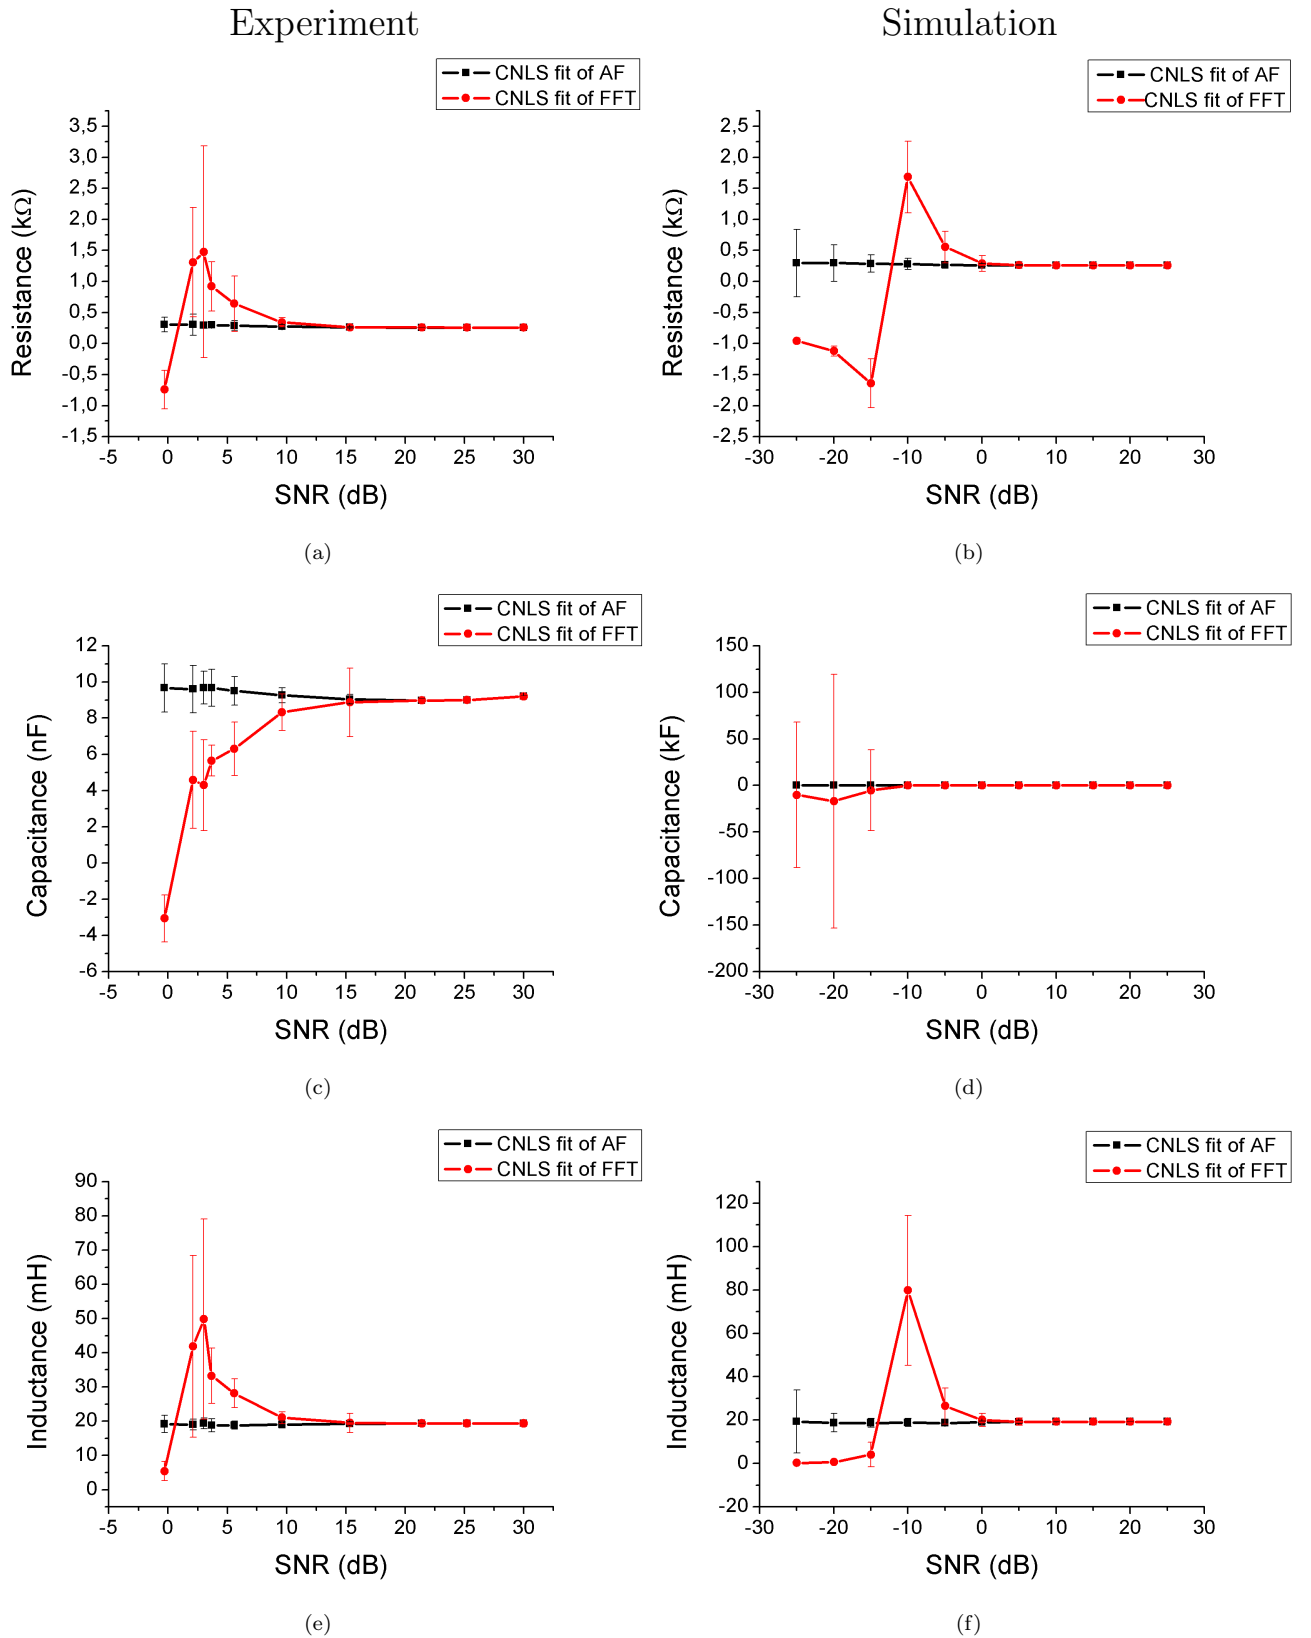 Experiment
Simulation
CNLS fit of AF
CNLS fit of FFT
3,5
3,0
2,5
2,0
1,5
1,0
0,5
0,0
-0,5
-1,0
-1,5
Resistance (kΩ)
-5 0 5 10 15 20 25 30
SNR (dB)
(a)
CNLS fit of AF
CNLS fit of FFT
2,5
2,0
1,5
1,0
0,5
0,0
-0,5
-1,0
-1,5
-2,0
-2,5
Resistance (kΩ)
-30 -20 -10 0 10 20 30
SNR (dB)
(b)
CNLS fit of AF
CNLS fit of FFT
12
10
8
6
4
2
0
-2
-4
-6
Capacitance (nF)
-5 0 5 10 15 20 25 30
SNR (dB)
(c)
CNLS fit of AF
CNLS fit of FFT
150
100
50
0
-50
-100
-150
-200
Capacitance (kF)
-30 -20 -10 0 10 20 30
SNR (dB)
(d)
CNLS fit of AF
CNLS fit of FFT
90
80
70
60
50
40
30
20
10
0
Inductance (mH)
-5 0 5 10 15 20 25 30
SNR (dB)
(e)
CNLS fit of AF
CNLS fit of FFT
120
100
80
60
40
20
0
-20
Inductance (mH)
-30 -20 -10 0 10 20 30
SNR (dB)
(f)